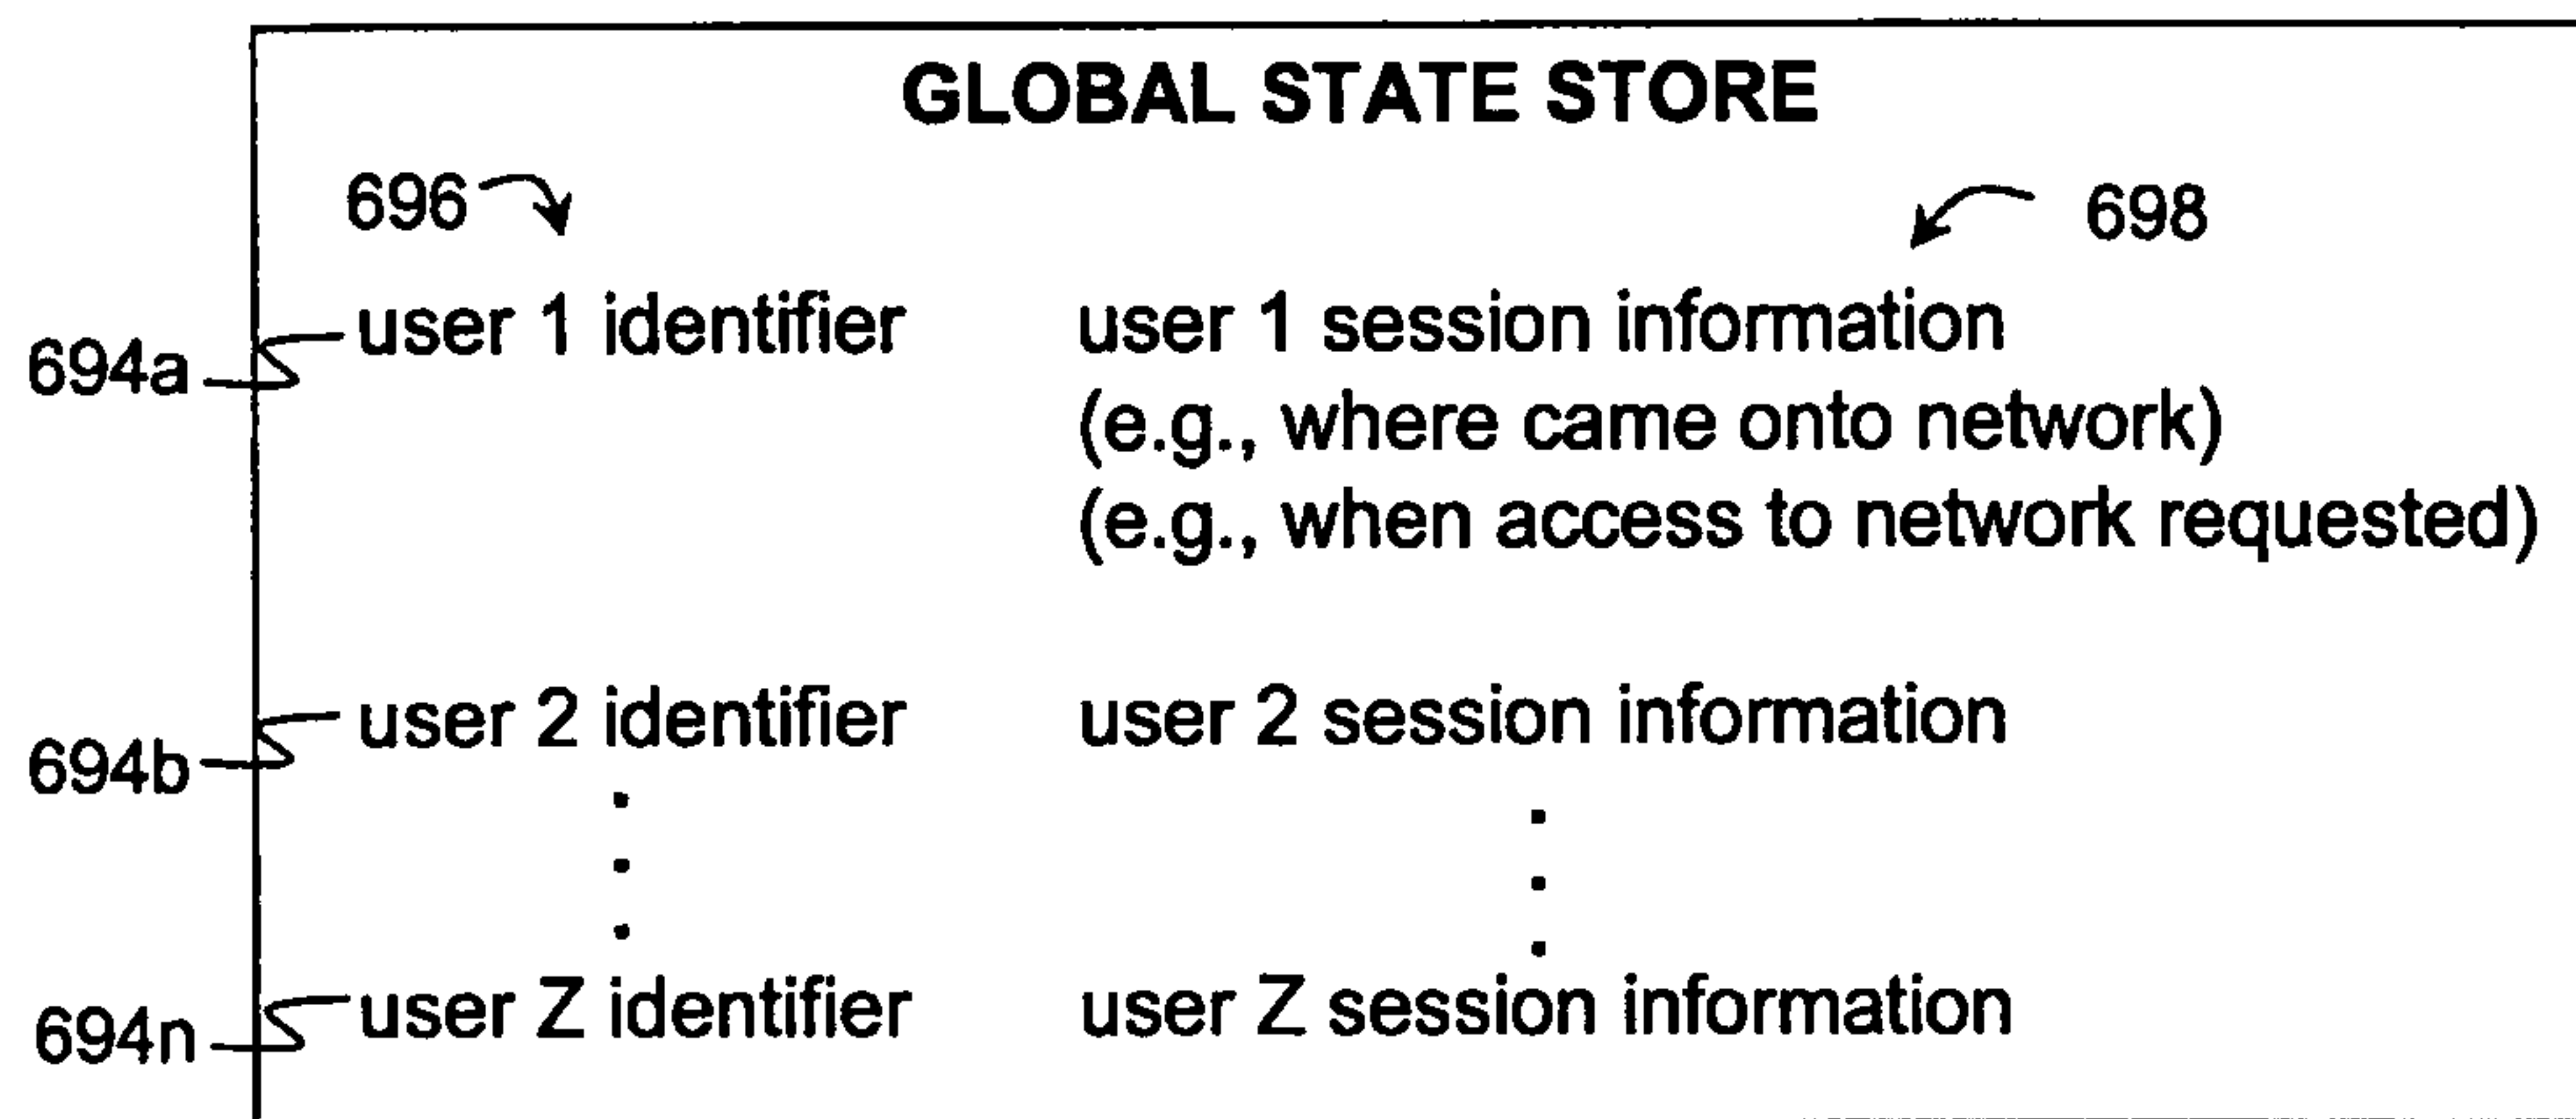 GLOBAL STATE STORE
696 698
user 1 identifier user 1 session information
694a (e.g., where came onto network)
(e.g., when access to network requested)
user 2 identifier user 2 session information
694b
user Z identifier user Z session information
694n